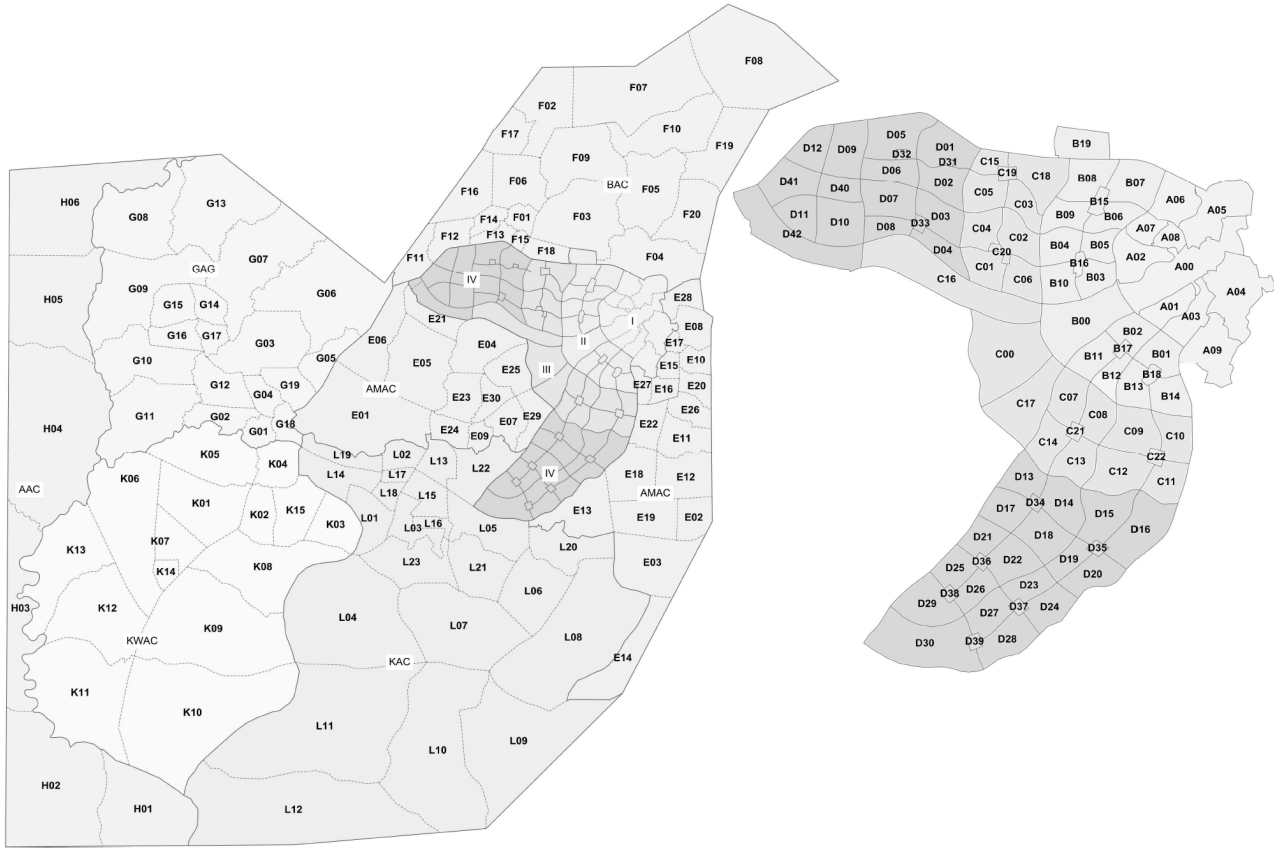 F08
F07
F02
F10
F17
F19
F09
BAC
F06
F05
F16
F03
F20
F14
F01
F12
F13
F15
F18
F11
F04
H06
G08
G13
GAG
G07
H05
G09
G15
G14
G06
G16
G17
G03
G10
G05
G12
G19
G04
G11
G02
G18
G01
H04
AAC
IV
E21
E06
E04
E05
E25
AMAC
E23
E30
E01
E07
E29
E24
E09
I
II
III
IV
E28
E08
E17
E15
E10
E27
E16
E20
E26
E22
E11
E18
E12
AMAC
E19
E02
E13
E03
E14
K05
K04
K06
K01
K02
K15
K03
K07
K13
K14
K08
H03
K12
K09
KWAC
K11
K10
H02
H01
L19
L02
L13
L22
L14
L17
L18
L15
L01
L03
L16
L05
L20
L23
L21
L06
L04
L07
L08
KAC
L11
L10
L09
L12
D05
D01
D12
D09
D32
D31
D06
D41
D40
D02
D07
D11
D10
D03
D42
D08
D33
D04
C15
C19
C18
C05
C03
C04
C02
C20
C01
C06
C16
B19
B08
B07
B15
B09
B06
B04
B05
B16
B10
B03
A06
A05
A07
A08
A02
A00
A04
A01
A03
A09
B00
B02
B17
B11
B01
B12
B18
B13
B14
C00
C17
C07
C08
C21
C09
C10
C14
C22
C13
C12
C11
D13
D17
D34
D14
D15
D16
D21
D18
D35
D36
D22
D19
D20
D25
D26
D23
D38
D29
D27
D37
D24
D30
D39
D28